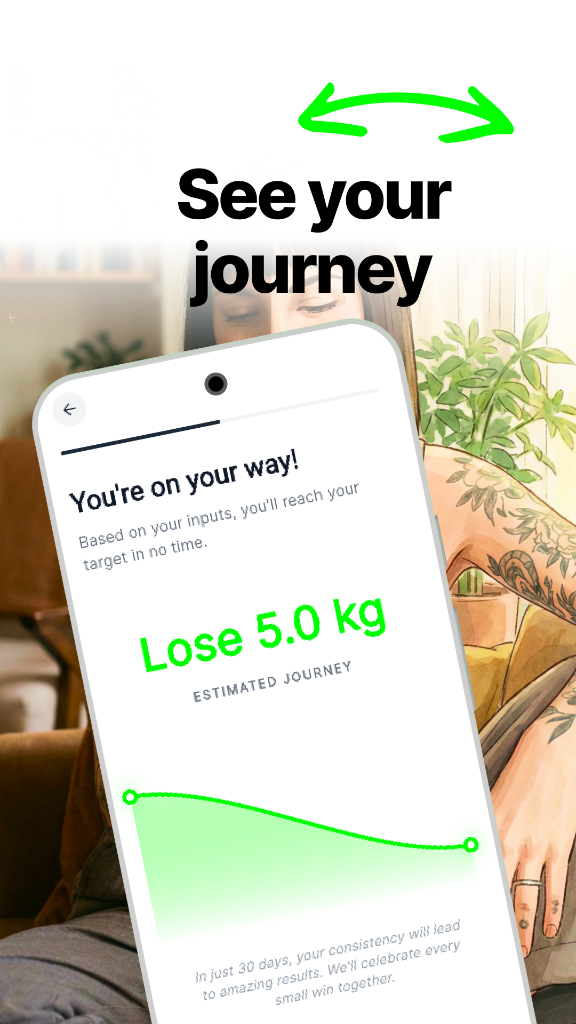 See your
journey
You're on your way!
Based on your inputs, you'll reach your
target in no time.
Lose 5.0 kg
ESTIMATED JOURNEY
In just 30 days, your consistency will lead
to amazing results. We'll celebrate every
small win together.